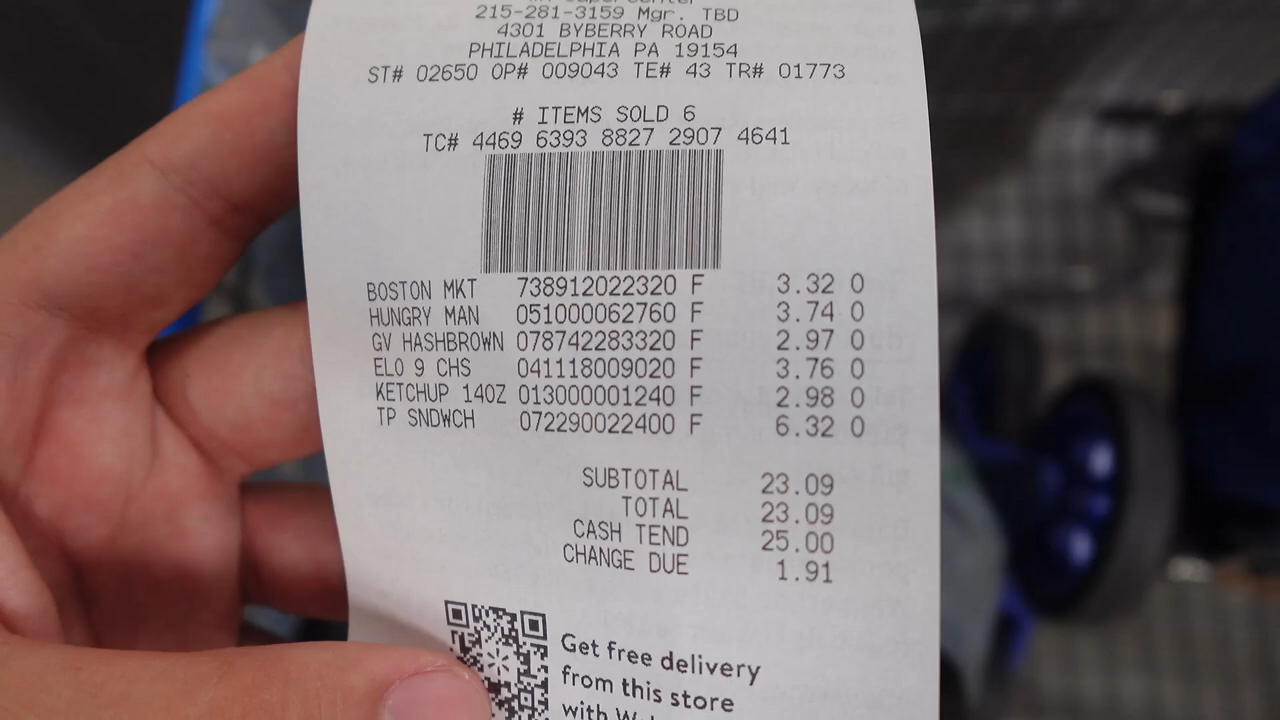 215-281-3159 Mgr. TBD
4301 BYBERRY ROAD
PHILADELPHIA PA 19154
ST# 02650 OP# 009043 TE# 43 TR# 01773
# ITEMS SOLD 6
TC# 4469 6393 8827 2907 4641
BOSTON MKT 738912022320 F 3.32 O
HUNGRY MAN 051000062760 F 3.74 O
GV HASHBROWN 078742283320 F 2.97 O
ELO 9 CHS 041118009020 F 3.76 O
KETCHUP 14OZ 013000001240 F 2.98 O
TP SNDWCH 072290022400 F 6.32 O
SUBTOTAL 23.09
TOTAL 23.09
CASH TEND 25.00
CHANGE DUE 1.91
Get free delivery
from this store
with